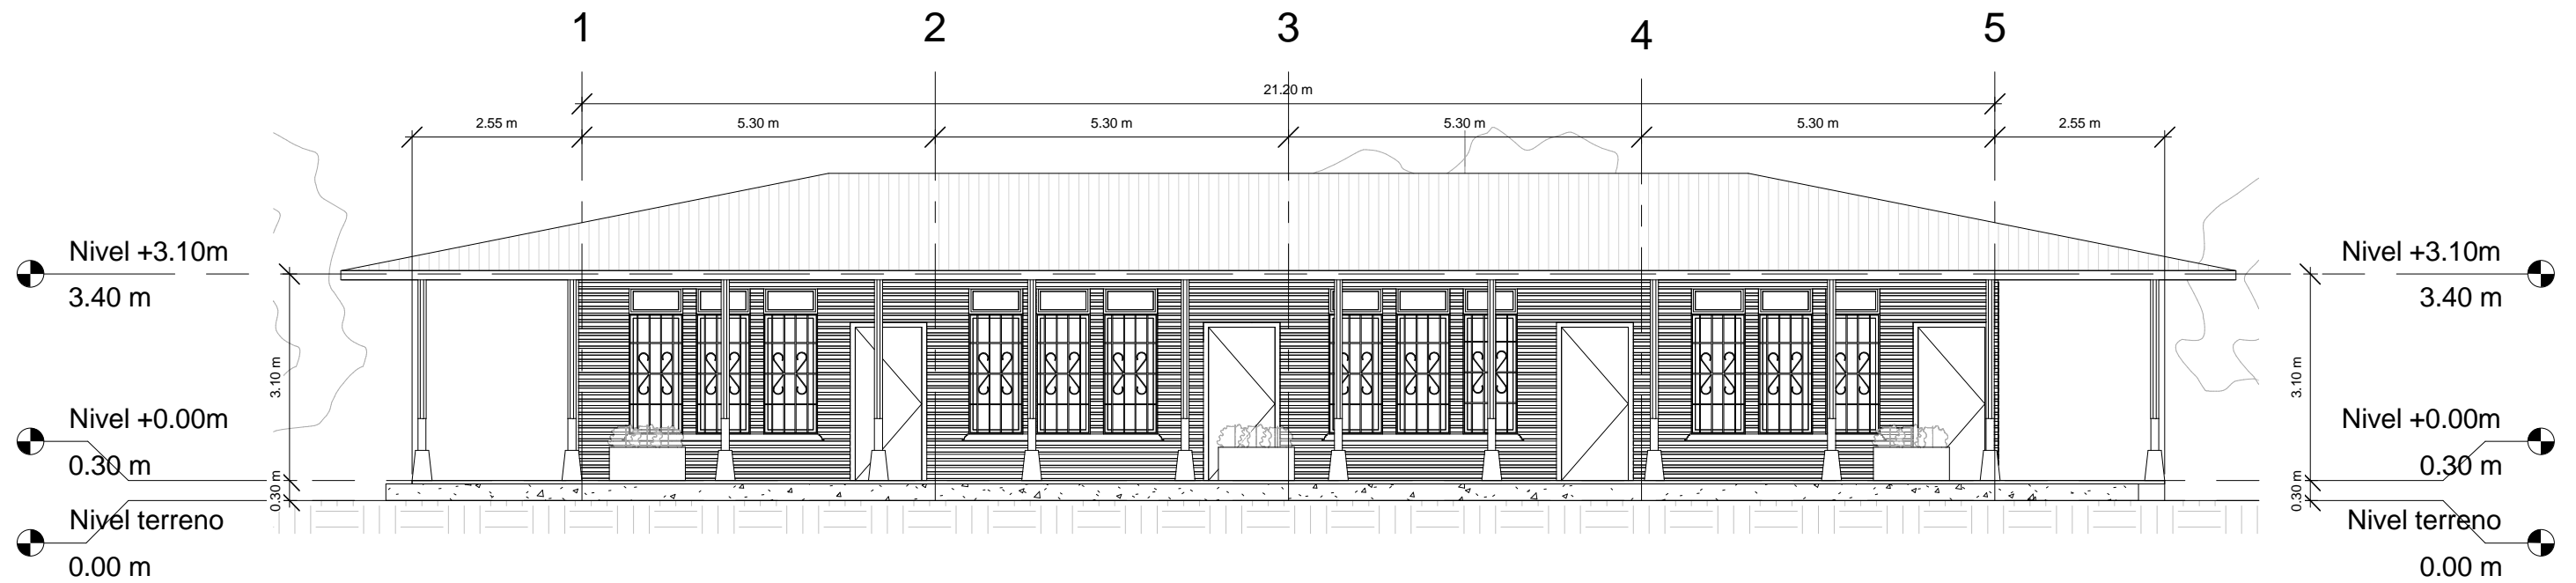 1 2 3 4 5
21.20 m
2.55 m 5.30 m 5.30 m 5.30 m 5.30 m 2.55 m
Nivel +3.10m
3.40 m
3.10 m
Nivel +0.00m
0.30 m
0.30 m
Nivel terreno
0.00 m
Nivel +3.10m
3.40 m
3.10 m
Nivel +0.00m
0.30 m
0.30 m
Nivel terreno
0.00 m